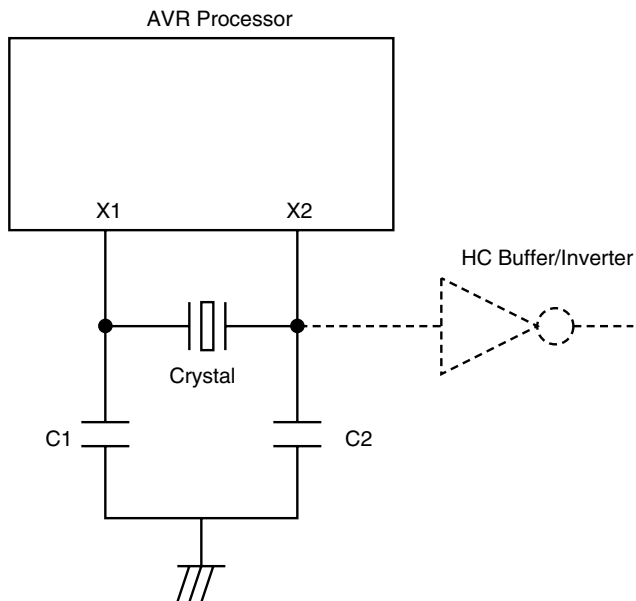 AVR Processor
X1
X2
HC Buffer/Inverter
Crystal
C1
C2